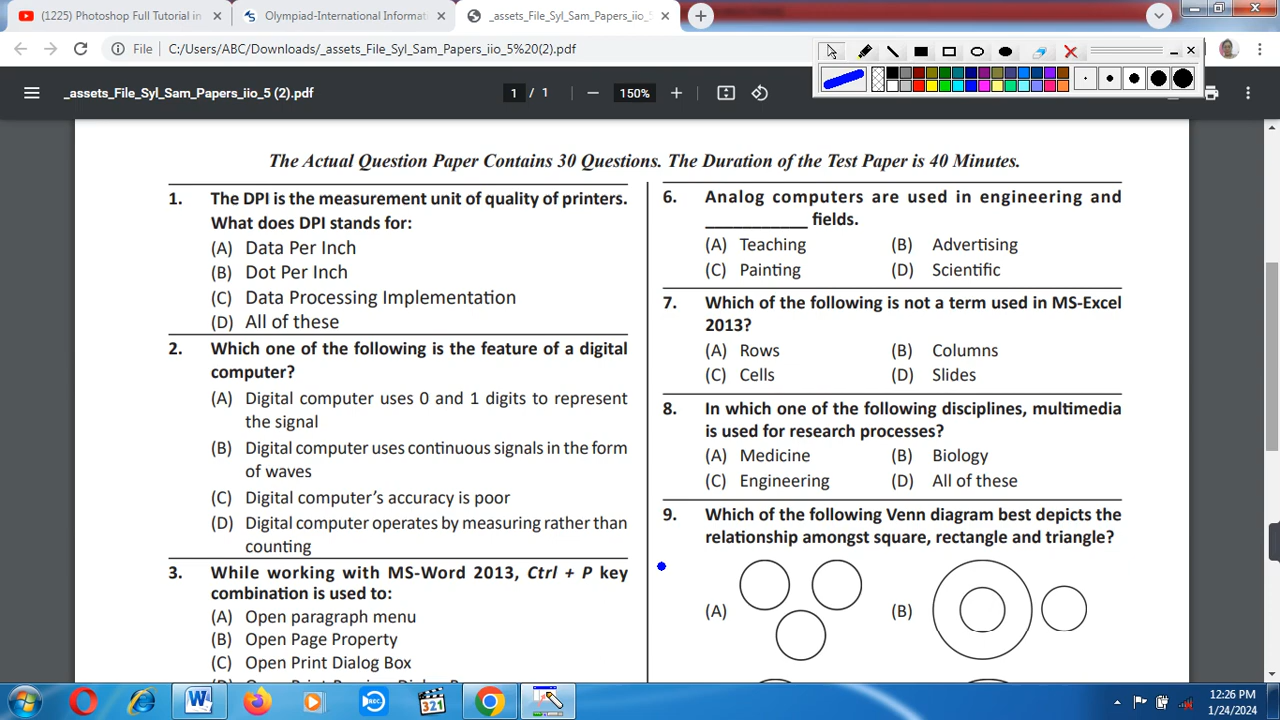 (1225) Photoshop Full Tutorial in
Olympiad-International Informat
_assets_File_Syl_Sam_Papers_iio_5
File
C:/Users/ABC/Downloads/_assets_File_Syl_Sam_Papers_iio_5%20(2).pdf
_assets_File_Syl_Sam_Papers_iio_5 (2).pdf
1 / 1
150%
The Actual Question Paper Contains 30 Questions. The Duration of the Test Paper is 40 Minutes.
1. The DPI is the measurement unit of quality of printers.
What does DPI stands for:
(A) Data Per Inch
(B) Dot Per Inch
(C) Data Processing Implementation
(D) All of these
2. Which one of the following is the feature of a digital
computer?
(A) Digital computer uses 0 and 1 digits to represent
the signal
(B) Digital computer uses continuous signals in the form
of waves
(C) Digital computer's accuracy is poor
(D) Digital computer operates by measuring rather than
counting
3. While working with MS-Word 2013, Ctrl + P key
combination is used to:
(A) Open paragraph menu
(B) Open Page Property
(C) Open Print Dialog Box
6. Analog computers are used in engineering and
___________ fields.
(A) Teaching (B) Advertising
(C) Painting (D) Scientific
7. Which of the following is not a term used in MS-Excel
2013?
(A) Rows (B) Columns
(C) Cells (D) Slides
8. In which one of the following disciplines, multimedia
is used for research processes?
(A) Medicine (B) Biology
(C) Engineering (D) All of these
9. Which of the following Venn diagram best depicts the
relationship amongst square, rectangle and triangle?
(A) (B)
REC
321
12:26 PM
1/24/2024